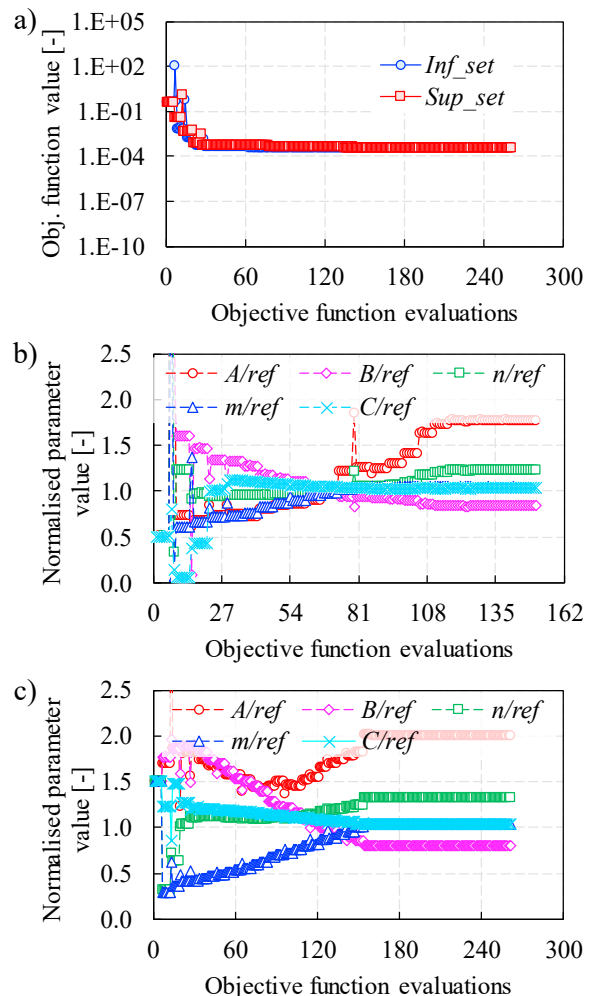 a)
Obj. function value [-]
1.E+05
1.E+02
1.E-01
1.E-04
1.E-07
1.E-10
Inf_set
Sup_set
0 60 120 180 240 300
Objective function evaluations
b)
Normalised parameter
value [-]
2.5
2.0
1.5
1.0
0.5
0.0
A/ref B/ref n/ref
m/ref C/ref
0 27 54 81 108 135 162
Objective function evaluations
c)
Normalised parameter
value [-]
2.5
2.0
1.5
1.0
0.5
0.0
A/ref B/ref n/ref
m/ref C/ref
0 60 120 180 240 300
Objective function evaluations